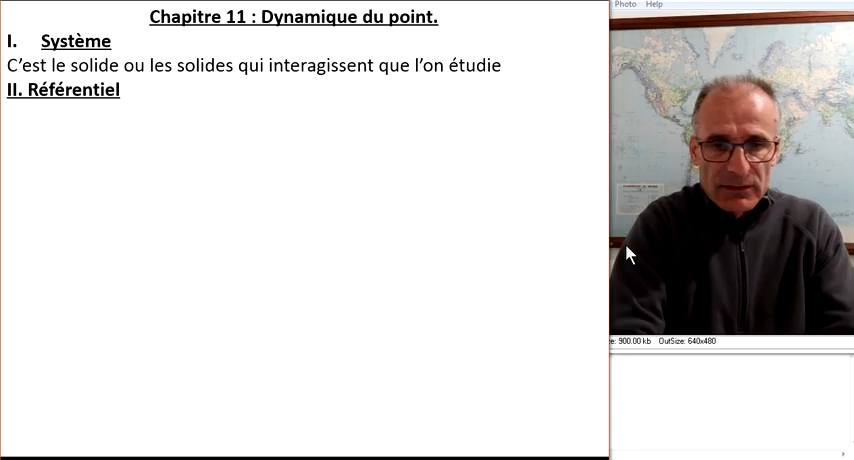 Chapitre 11 : Dynamique du point.
I. Système
C'est le solide ou les solides qui interagissent que l'on étudie
II. Référentiel
Photo Help
ze: 900.00 kb OutSize: 640x480